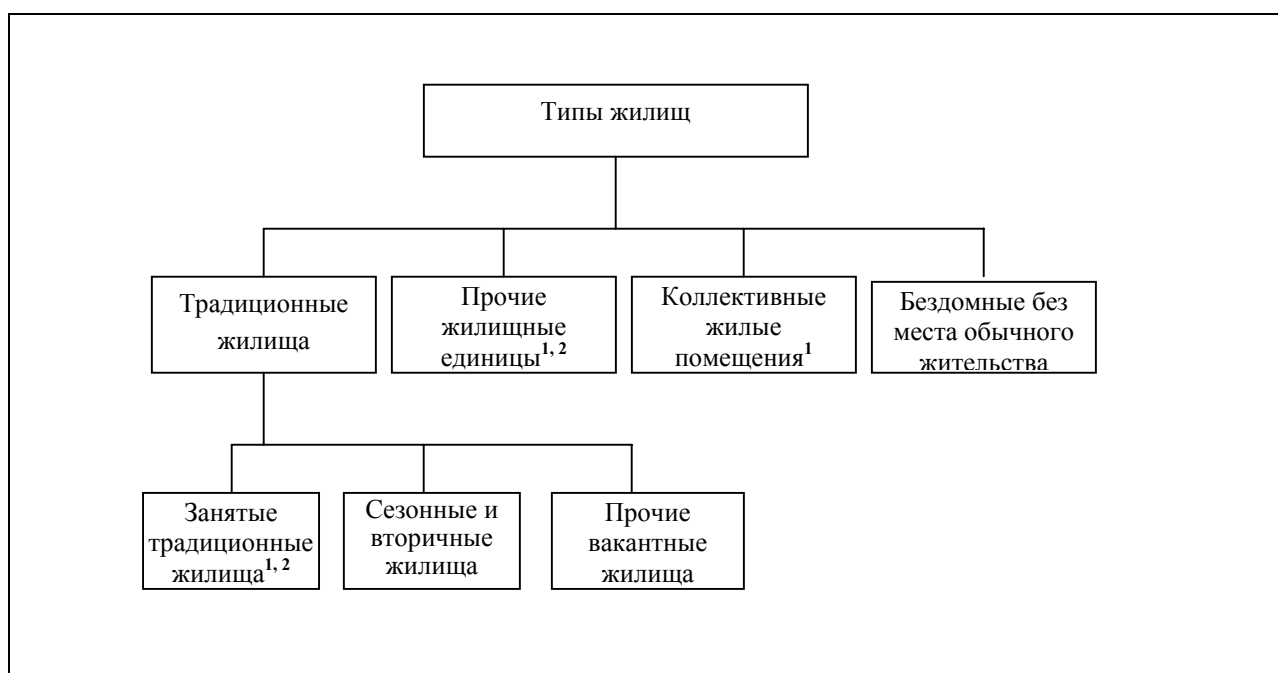 Типы жилищ
Традиционные
жилища
Прочие
жилищные
единицы1, 2
Коллективные
жилые
помещения1
Бездомные без
места обычного
жительства
Занятые
традиционные
жилища1, 2
Сезонные и
вторичные
жилища
Прочие
вакантные
жилища